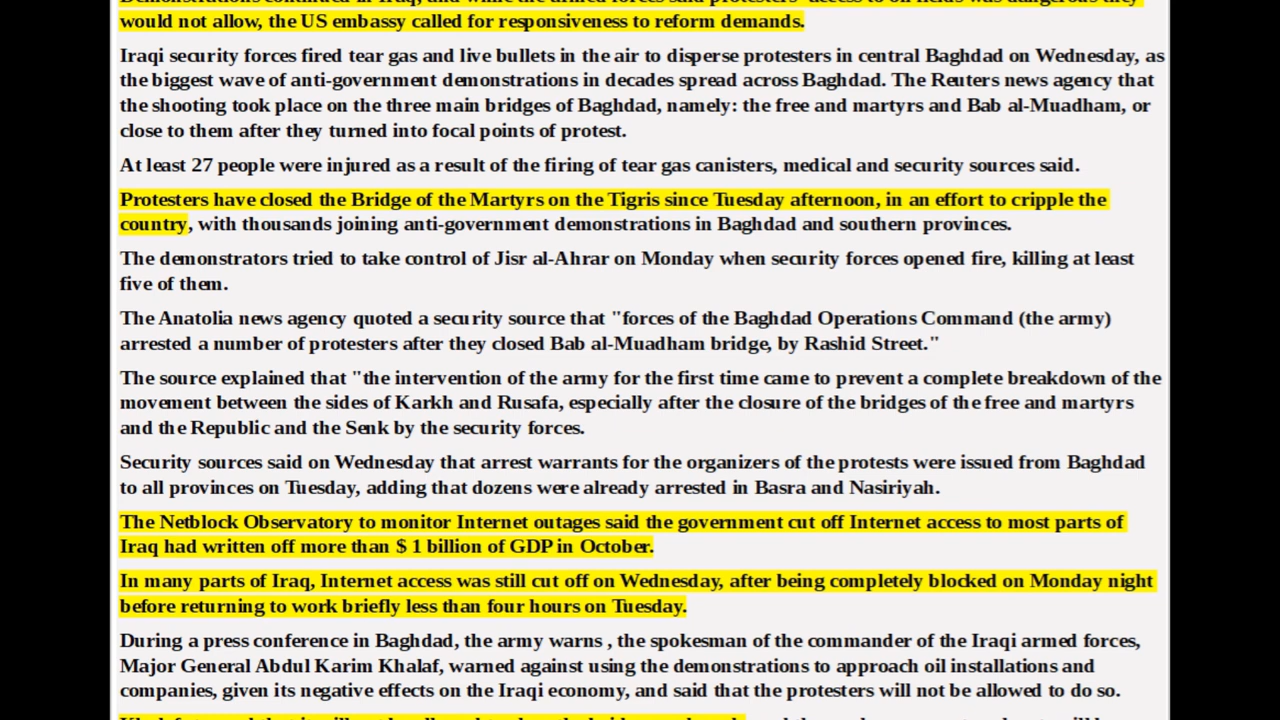 would not allow, the US embassy called for responsiveness to reform demands.
Iraqi security forces fired tear gas and live bullets in the air to disperse protesters in central Baghdad on Wednesday, as
the biggest wave of anti-government demonstrations in decades spread across Baghdad. The Reuters news agency that
the shooting took place on the three main bridges of Baghdad, namely: the free and martyrs and Bab al-Muadham, or
close to them after they turned into focal points of protest.
At least 27 people were injured as a result of the firing of tear gas canisters, medical and security sources said.
Protesters have closed the Bridge of the Martyrs on the Tigris since Tuesday afternoon, in an effort to cripple the
country, with thousands joining anti-government demonstrations in Baghdad and southern provinces.
The demonstrators tried to take control of Jisr al-Ahrar on Monday when security forces opened fire, killing at least
five of them.
The Anatolia news agency quoted a security source that "forces of the Baghdad Operations Command (the army)
arrested a number of protesters after they closed Bab al-Muadham bridge, by Rashid Street."
The source explained that "the intervention of the army for the first time came to prevent a complete breakdown of the
movement between the sides of Karkh and Rusafa, especially after the closure of the bridges of the free and martyrs
and the Republic and the Senk by the security forces.
Security sources said on Wednesday that arrest warrants for the organizers of the protests were issued from Baghdad
to all provinces on Tuesday, adding that dozens were already arrested in Basra and Nasiriyah.
The Netblock Observatory to monitor Internet outages said the government cut off Internet access to most parts of
Iraq had written off more than $ 1 billion of GDP in October.
In many parts of Iraq, Internet access was still cut off on Wednesday, after being completely blocked on Monday night
before returning to work briefly less than four hours on Tuesday.
During a press conference in Baghdad, the army warns , the spokesman of the commander of the Iraqi armed forces,
Major General Abdul Karim Khalaf, warned against using the demonstrations to approach oil installations and
companies, given its negative effects on the Iraqi economy, and said that the protesters will not be allowed to do so.